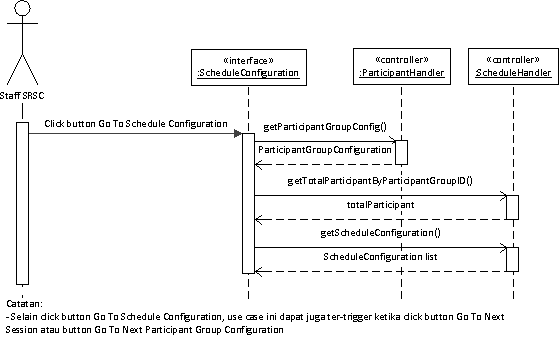 «interface»
:ScheduleConfiguration
«controller»
:ParticipantHandler
«controller»
:ScheduleHandler
Staff SRSC
Click button Go To Schedule Configuration
getParticipantGroupConfig()
ParticipantGroupConfiguration
getTotalParticipantByParticipantGroupID()
totalParticipant
getScheduleConfiguration()
ScheduleConfiguration list
Catatan:
- Selain click button Go To Schedule Configuration, use case ini dapat juga ter-trigger ketika click button Go To Next
Session atau button Go To Next Participant Group Configuration